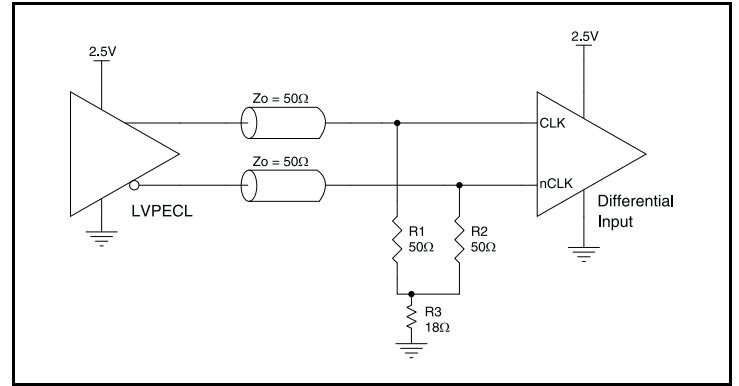 2.5V
2.5V
Zo = 50Ω
CLK
Zo = 50Ω
nCLK
LVPECL
Differential
Input
R1
50Ω
R2
50Ω
R3
18Ω